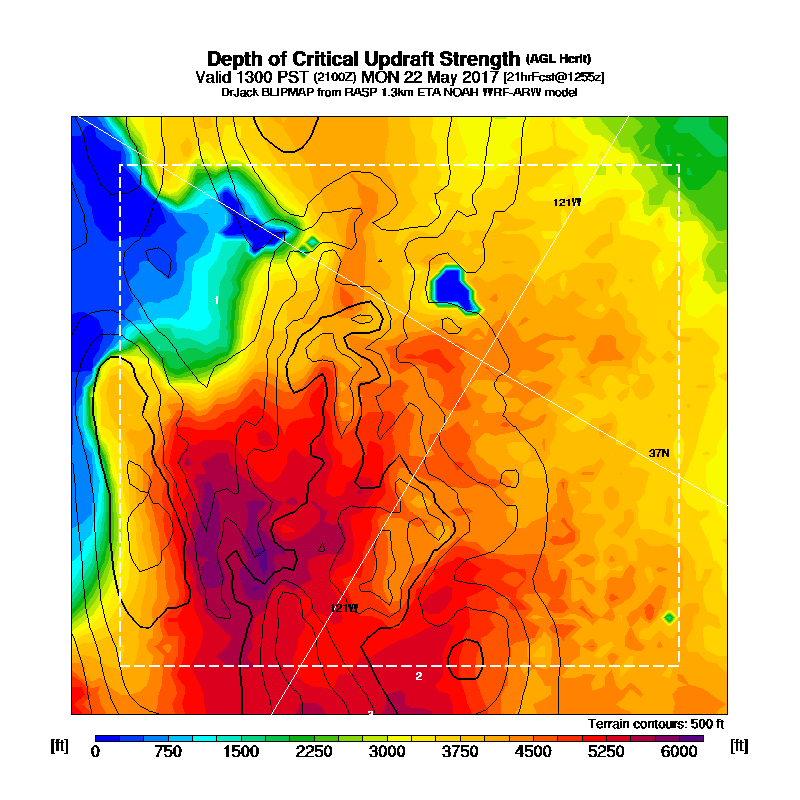 Depth of Critical Updraft Strength (AGL Hcrit)
Valid 1300 PST (2100Z) MON 22 May 2017 [21hrFcst@1255z]
DrJack BLIPMAP from RASP 1.3km ETA NOAH WRF-ARW model
121W
1
37N
121W
2
Terrain contours: 500 ft
[ft] 0 750 1500 2250 3000 3750 4500 5250 6000 [ft]